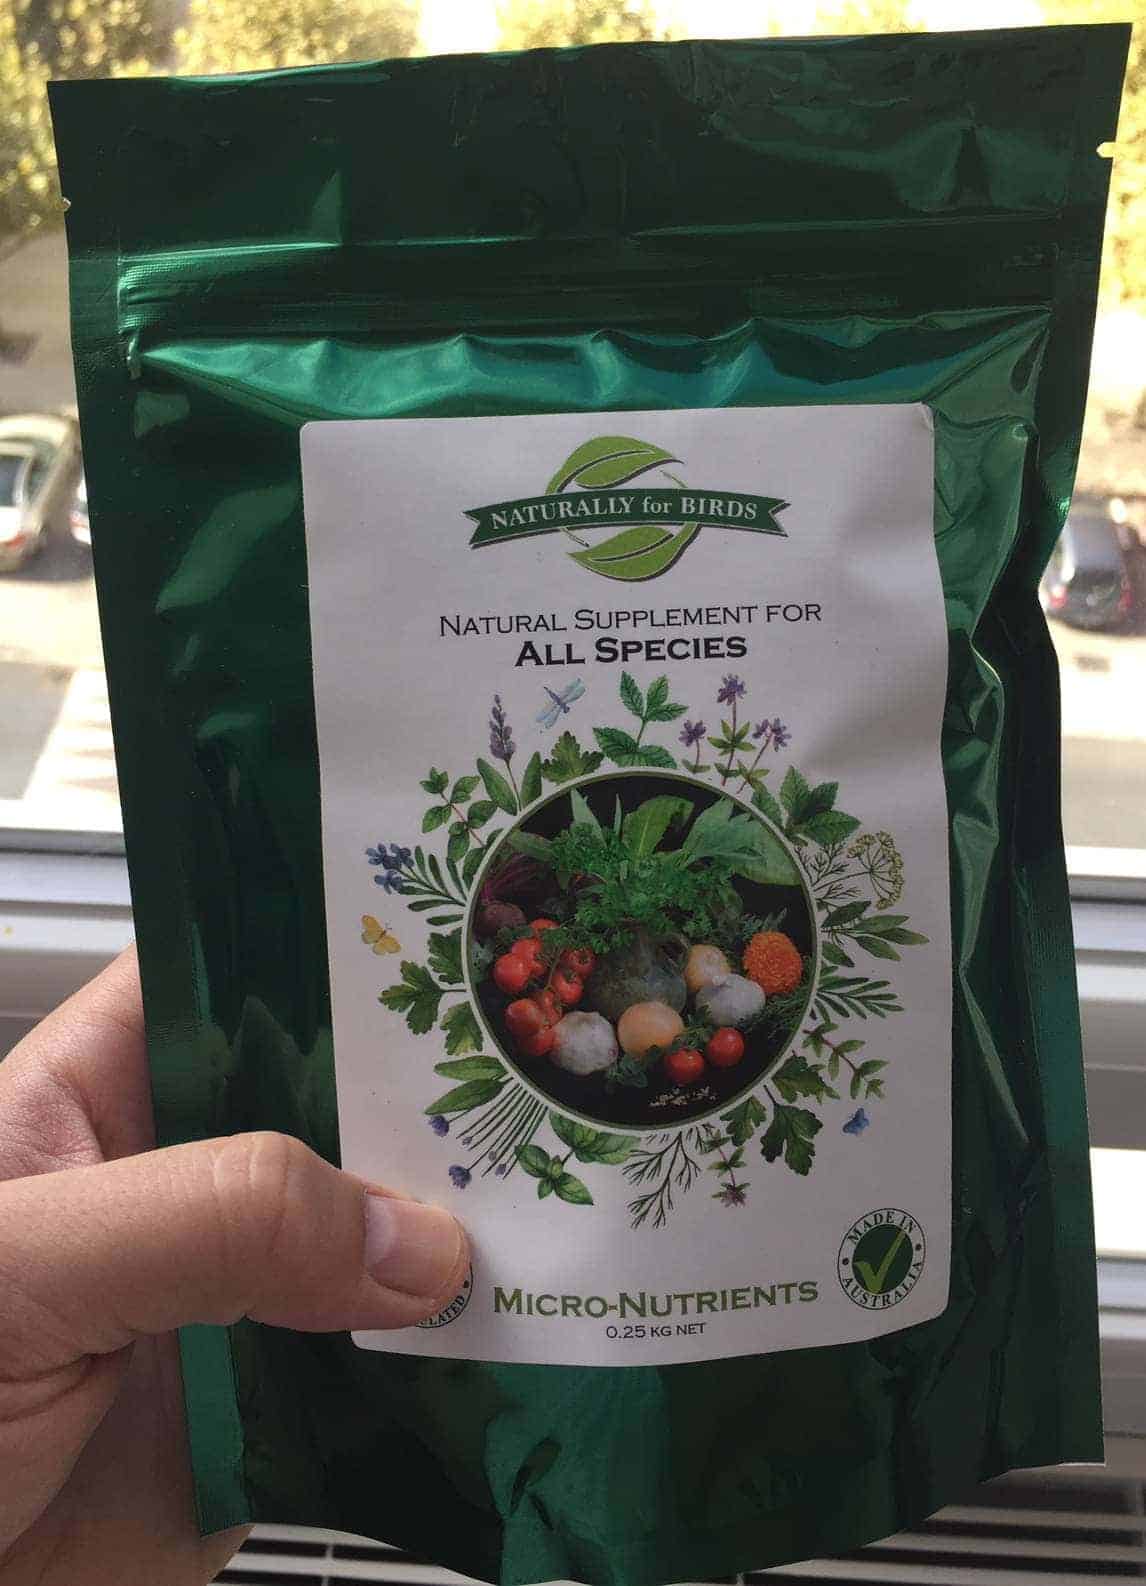 NATURALLY for BIRDS
NATURAL SUPPLEMENT FOR
ALL SPECIES
MADE IN
AUSTRALIA
MICRO-NUTRIENTS
0.25 KG NET